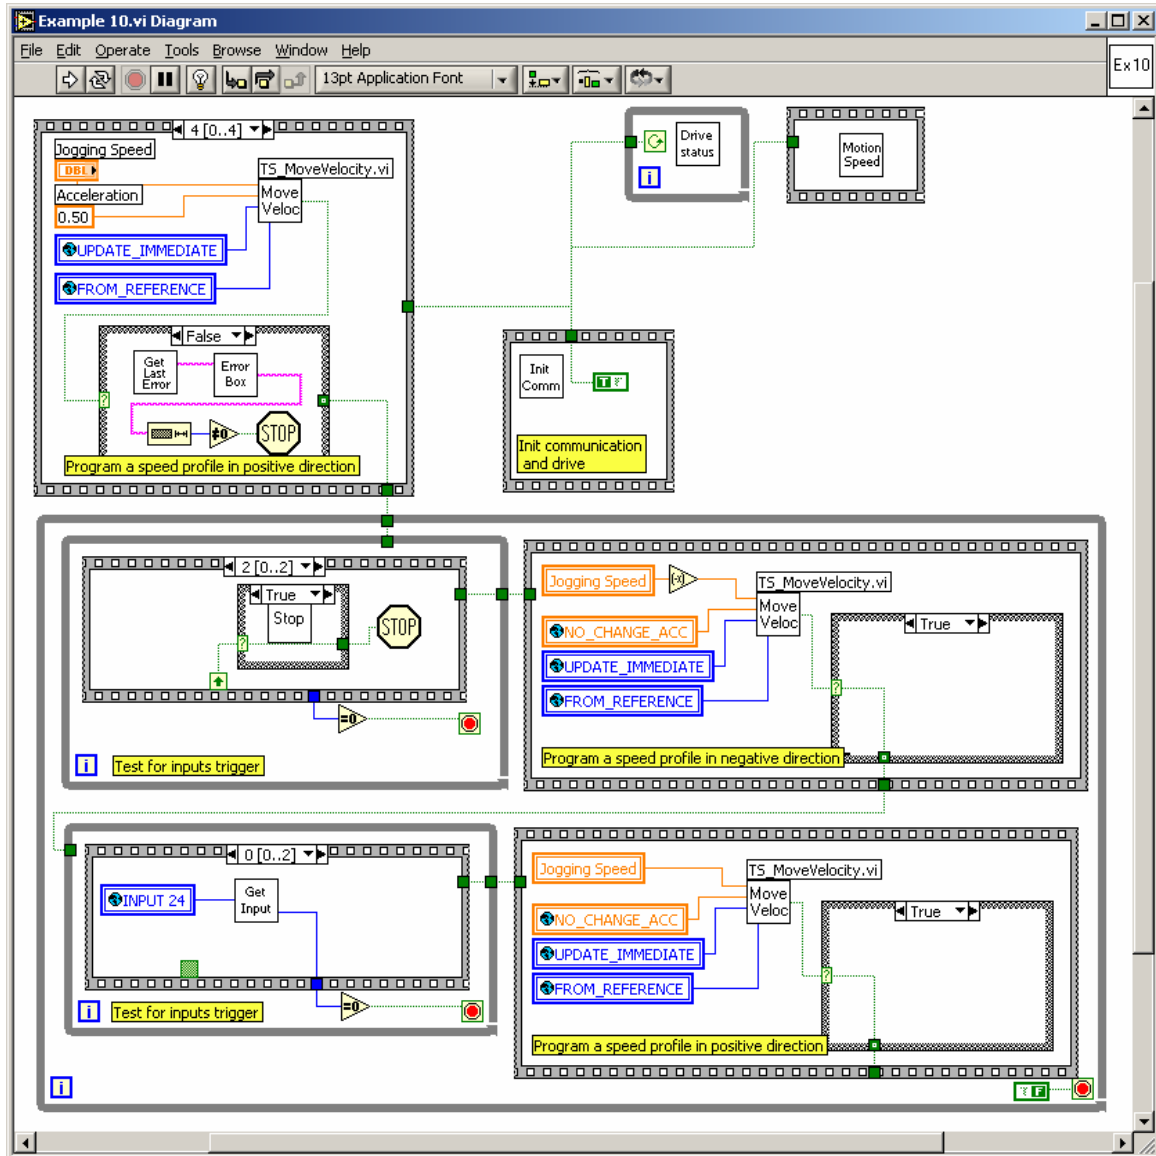 Example 10.vi Diagram
File Edit Operate Tools Browse Window Help
13pt Application Font
Ex10
4 [0..4]
Jogging Speed
DBL
TS_MoveVelocity.vi
Acceleration
Move
Veloc
0.50
UPDATE_IMMEDIATE
FROM_REFERENCE
False
Get
Last
Error
Error
Box
?
≠0
STOP
Program a speed profile in positive direction
Drive
status
i
Motion
Speed
Init
Comm
T
Init communication
and drive
2 [0..2]
True
Stop
?
STOP
=0
i
Test for inputs trigger
Jogging Speed
(-x)
TS_MoveVelocity.vi
Move
Veloc
NO_CHANGE_ACC
UPDATE_IMMEDIATE
FROM_REFERENCE
True
?
Program a speed profile in negative direction
0 [0..2]
INPUT 24
Get
Input
=0
i
Test for inputs trigger
Jogging Speed
TS_MoveVelocity.vi
Move
Veloc
NO_CHANGE_ACC
UPDATE_IMMEDIATE
FROM_REFERENCE
True
?
Program a speed profile in positive direction
i
F